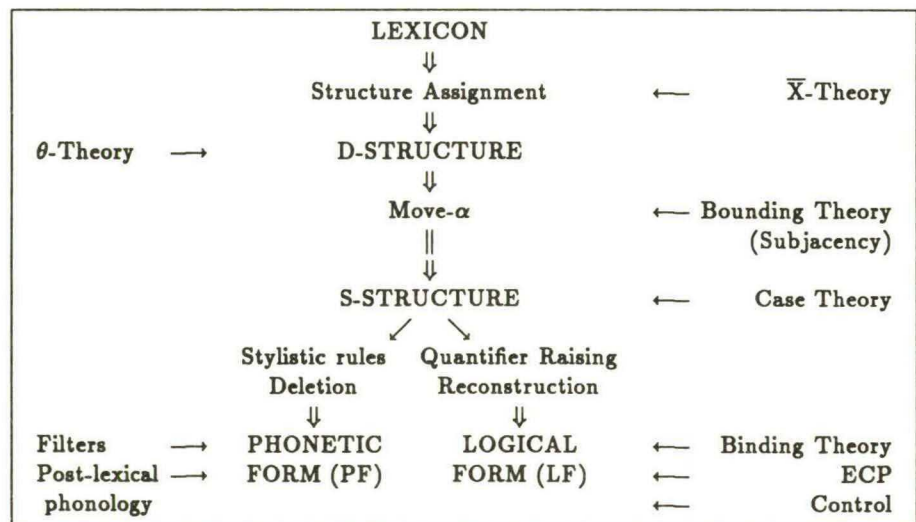 LEXICON
⇓
Structure Assignment ← X̅-Theory
⇓
θ-Theory → D-STRUCTURE
⇓
Move-α ← Bounding Theory
(Subjacency)
||
⇓
S-STRUCTURE ← Case Theory
↙ ↘
Stylistic rules Quantifier Raising
Deletion Reconstruction
⇓ ⇓
Filters → PHONETIC LOGICAL ← Binding Theory
Post-lexical → FORM (PF) FORM (LF) ← ECP
phonology ← Control